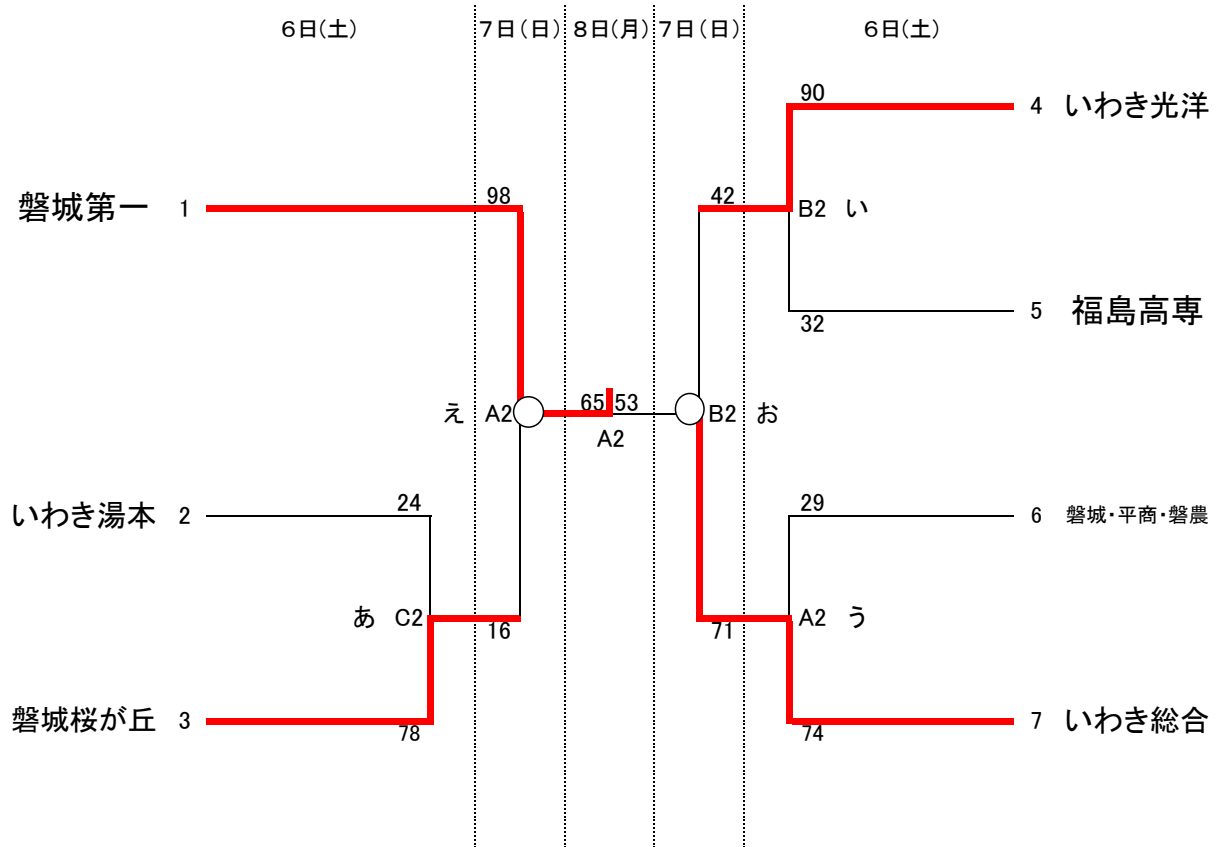 6日(土) 7日(日) 8日(月) 7日(日) 6日(土)
90
4 いわき光洋
磐城第一 1
98
42
B2 い
5 福島高専
32
え A2
65 53
B2 お
A2
いわき湯本 2
24
29
6 磐城・平商・磐農
あ C2
16
71
A2 う
磐城桜が丘 3
78
74
7 いわき総合